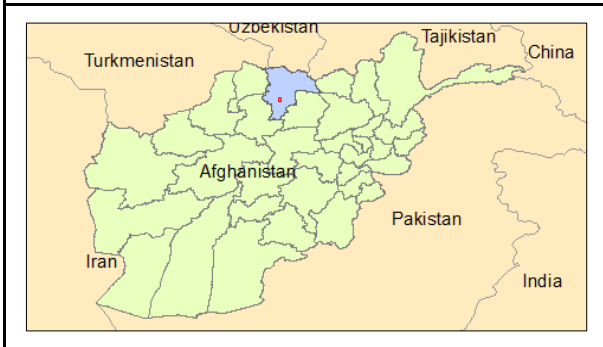 Uzbekistan
Tajikistan
China
Turkmenistan
Afghanistan
Pakistan
Iran
India